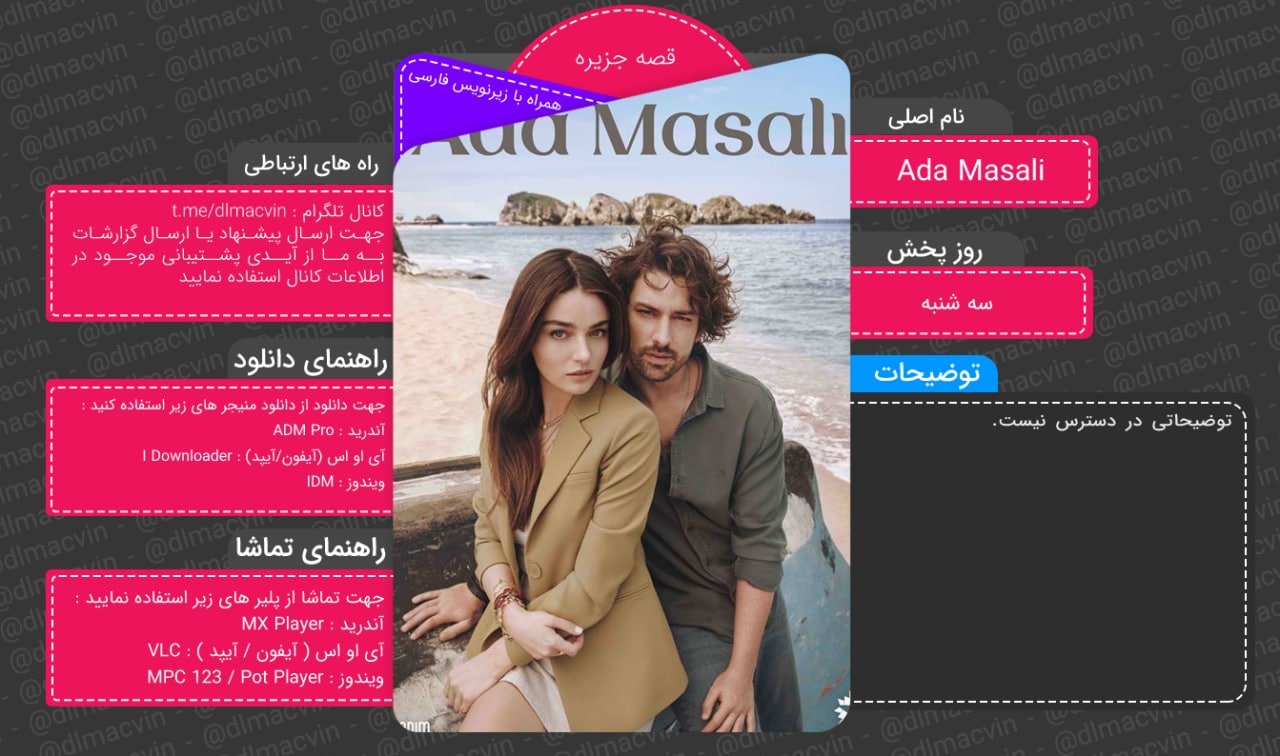 قصه جزیره
همراه با زیرنویس فارسی
Ada Masalı
نام اصلی
Ada Masali
روز پخش
سه شنبه
توضیحات
توضیحاتی در دسترس نیست.
راه های ارتباطی
کانال تلگرام : t.me/dlmacvin
جهت ارسال پیشنهاد یا ارسال گزارشات
به ما از آیدی پشتیبانی موجود در
اطلاعات کانال استفاده نمایید
راهنمای دانلود
جهت دانلود از دانلود منیجر های زیر استفاده کنید :
آندرید : ADM Pro
آی او اس (آیفون/آیپد) : I Downloader
ویندوز : IDM
راهنمای تماشا
جهت تماشا از پلیر های زیر استفاده نمایید :
آندرید : MX Player
آی او اس ( آیفون / آیپد ) : VLC
ویندوز : MPC 123 / Pot Player
@dlmacvin - @dlmacvin - @dlmacvin